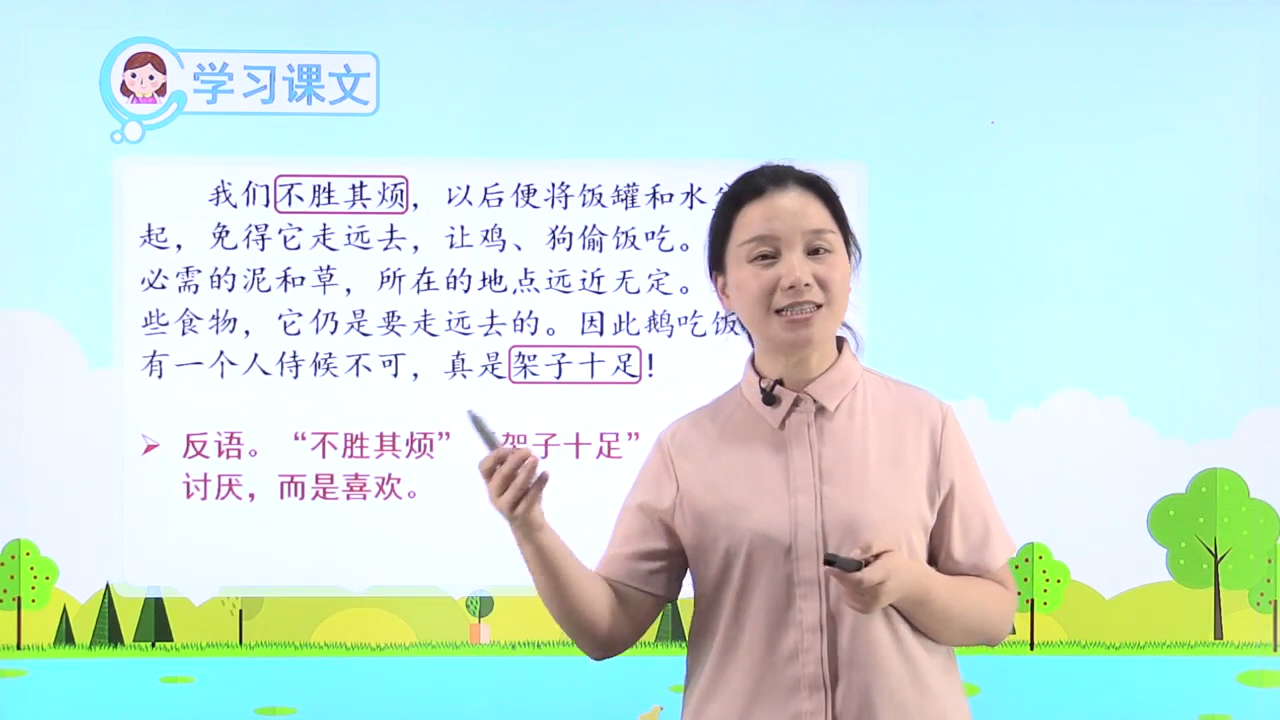 学习课文
我们不胜其烦，以后便将饭罐和水
起，免得它走远去，让鸡、狗偷饭吃。
必需的泥和草，所在的地点远近无定。
些食物，它仍是要走远去的。因此鹅吃饭
有一个人侍候不可，真是架子十足！
反语。“不胜其烦”架子十足”
讨厌，而是喜欢。